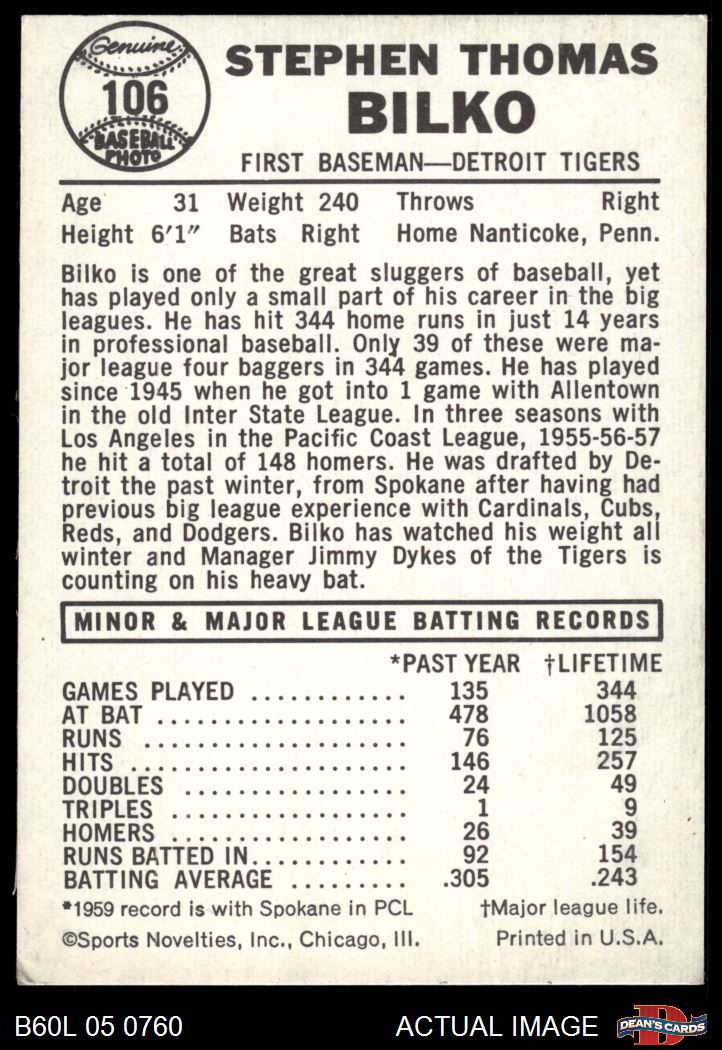 Genuine
106
BASEBALL
PHOTO
STEPHEN THOMAS
BILKO
FIRST BASEMAN—DETROIT TIGERS
Age 31 Weight 240 Throws Right
Height 6'1″ Bats Right Home Nanticoke, Penn.
Bilko is one of the great sluggers of baseball, yet
has played only a small part of his career in the big
leagues. He has hit 344 home runs in just 14 years
in professional baseball. Only 39 of these were ma-
jor league four baggers in 344 games. He has played
since 1945 when he got into 1 game with Allentown
in the old Inter State League. In three seasons with
Los Angeles in the Pacific Coast League, 1955-56-57
he hit a total of 148 homers. He was drafted by De-
troit the past winter, from Spokane after having had
previous big league experience with Cardinals, Cubs,
Reds, and Dodgers. Bilko has watched his weight all
winter and Manager Jimmy Dykes of the Tigers is
counting on his heavy bat.
MINOR & MAJOR LEAGUE BATTING RECORDS
*PAST YEAR †LIFETIME
GAMES PLAYED ............ 135 344
AT BAT ................... 478 1058
RUNS .................... 76 125
HITS ..................... 146 257
DOUBLES ................. 24 49
TRIPLES .................. 1 9
HOMERS .................. 26 39
RUNS BATTED IN............ 92 154
BATTING AVERAGE ......... .305 .243
*1959 record is with Spokane in PCL †Major league life.
©Sports Novelties, Inc., Chicago, Ill. Printed in U.S.A.
B60L 05 0760 ACTUAL IMAGE DEAN'S CARDS